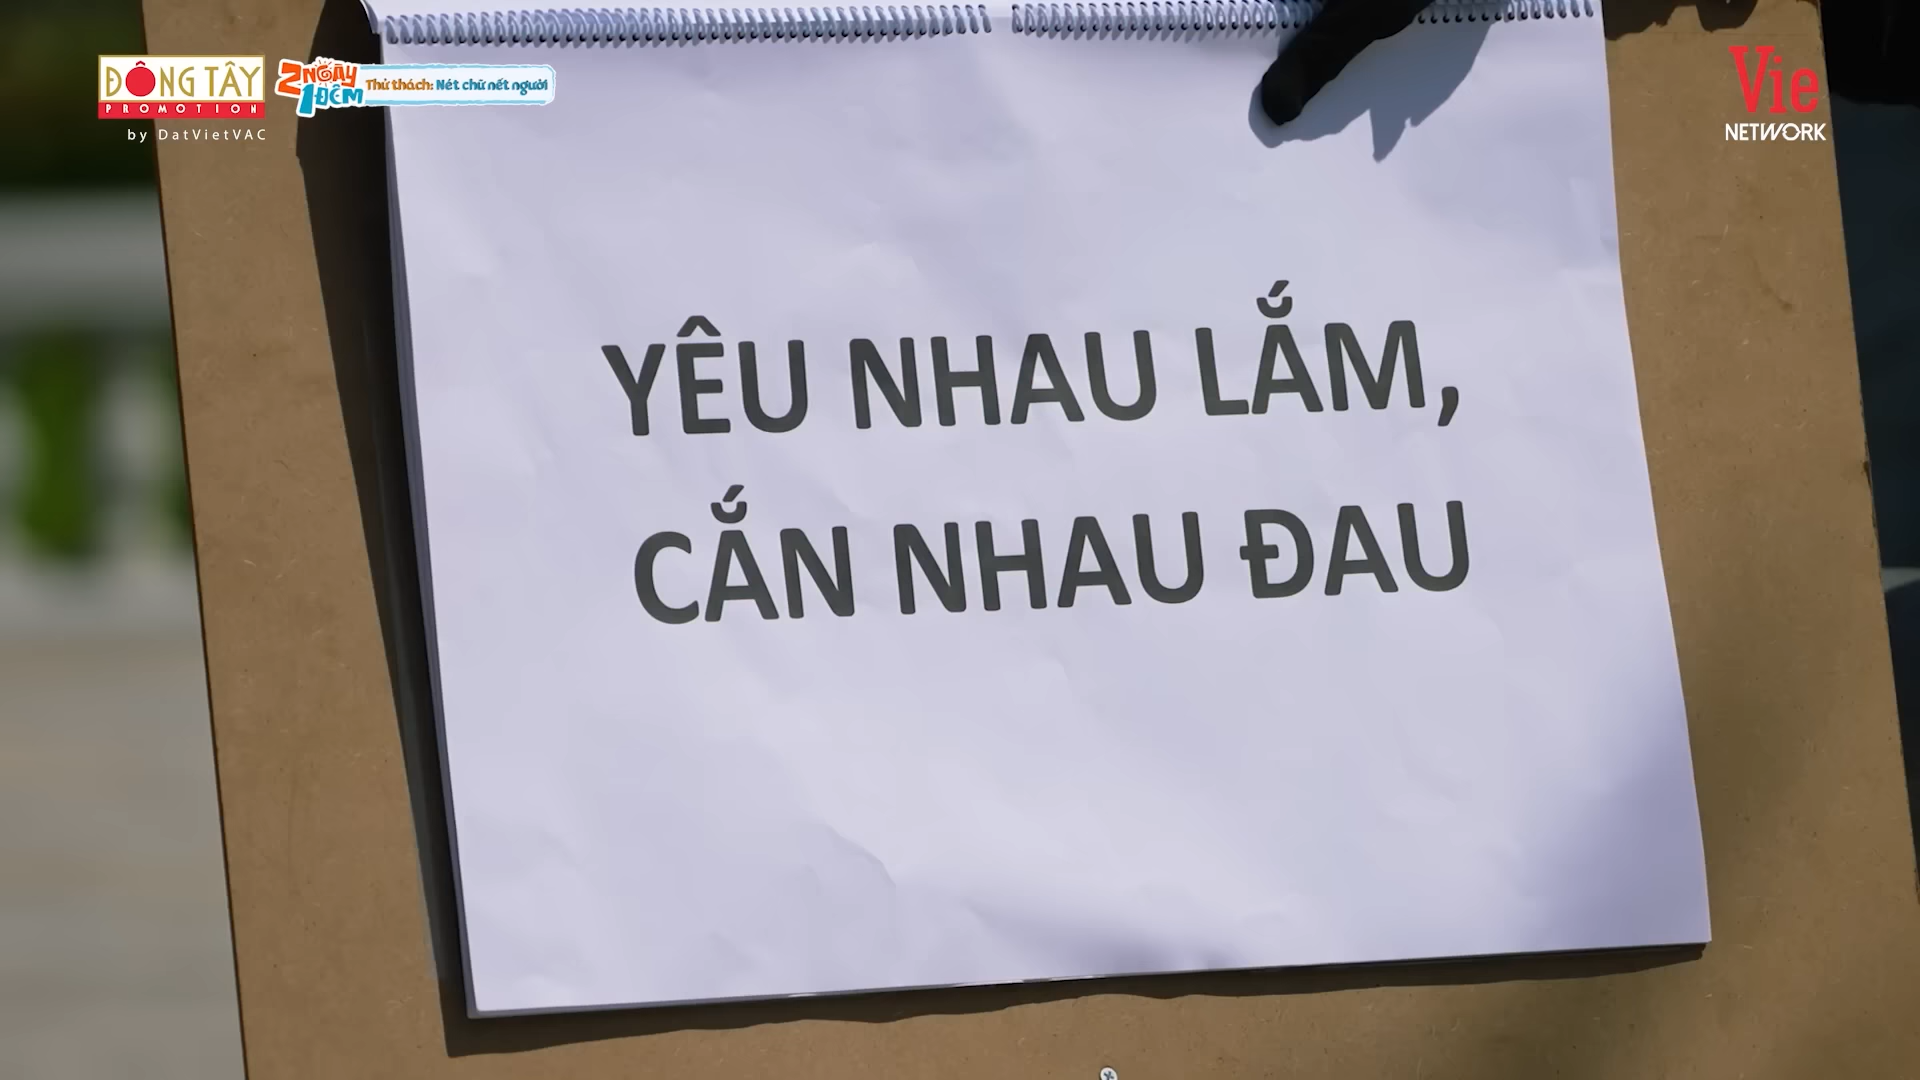 ĐÔNG TÂY
PROMOTION
by DatVietVAC
2 NGÀY
1 ĐÊM
Thử thách: Nét chữ nết người
Vie
NETWORK
YÊU NHAU LẮM,
CẮN NHAU ĐAU